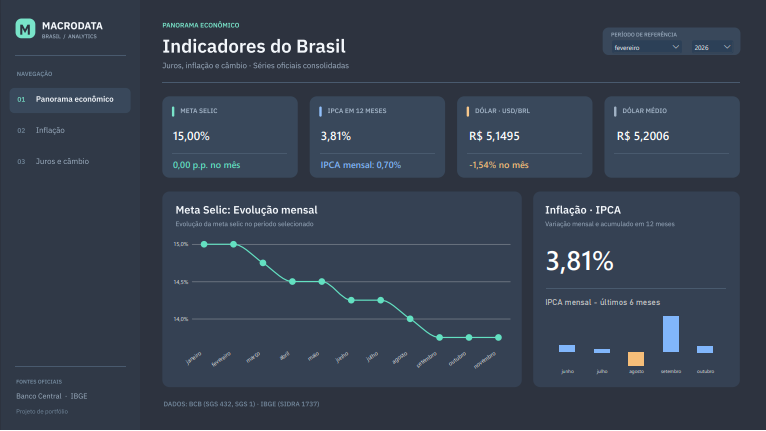 M
MACRODATA
BRASIL / ANALYTICS
NAVEGAÇÃO
01 Panorama econômico
02 Inflação
03 Juros e câmbio
FONTES OFICIAIS
Banco Central · IBGE
Projeto de portfólio
PANORAMA ECONÔMICO
Indicadores do Brasil
Juros, inflação e câmbio · Séries oficiais consolidadas
PERÍODO DE REFERÊNCIA
fevereiro 2026
META SELIC
15,00%
0,00 p.p. no mês
IPCA EM 12 MESES
3,81%
IPCA mensal: 0,70%
DÓLAR · USD/BRL
R$ 5,1495
-1,54% no mês
DÓLAR MÉDIO
R$ 5,2006
Meta Selic: Evolução mensal
Evolução da meta selic no período selecionado
15,0%
14,5%
14,0%
janeiro fevereiro março abril maio junho julho agosto setembro outubro novembro
Inflação · IPCA
Variação mensal e acumulado em 12 meses
3,81%
IPCA mensal - últimos 6 meses
junho julho agosto setembro outubro
DADOS: BCB (SGS 432, SGS 1) · IBGE (SIDRA 1737)